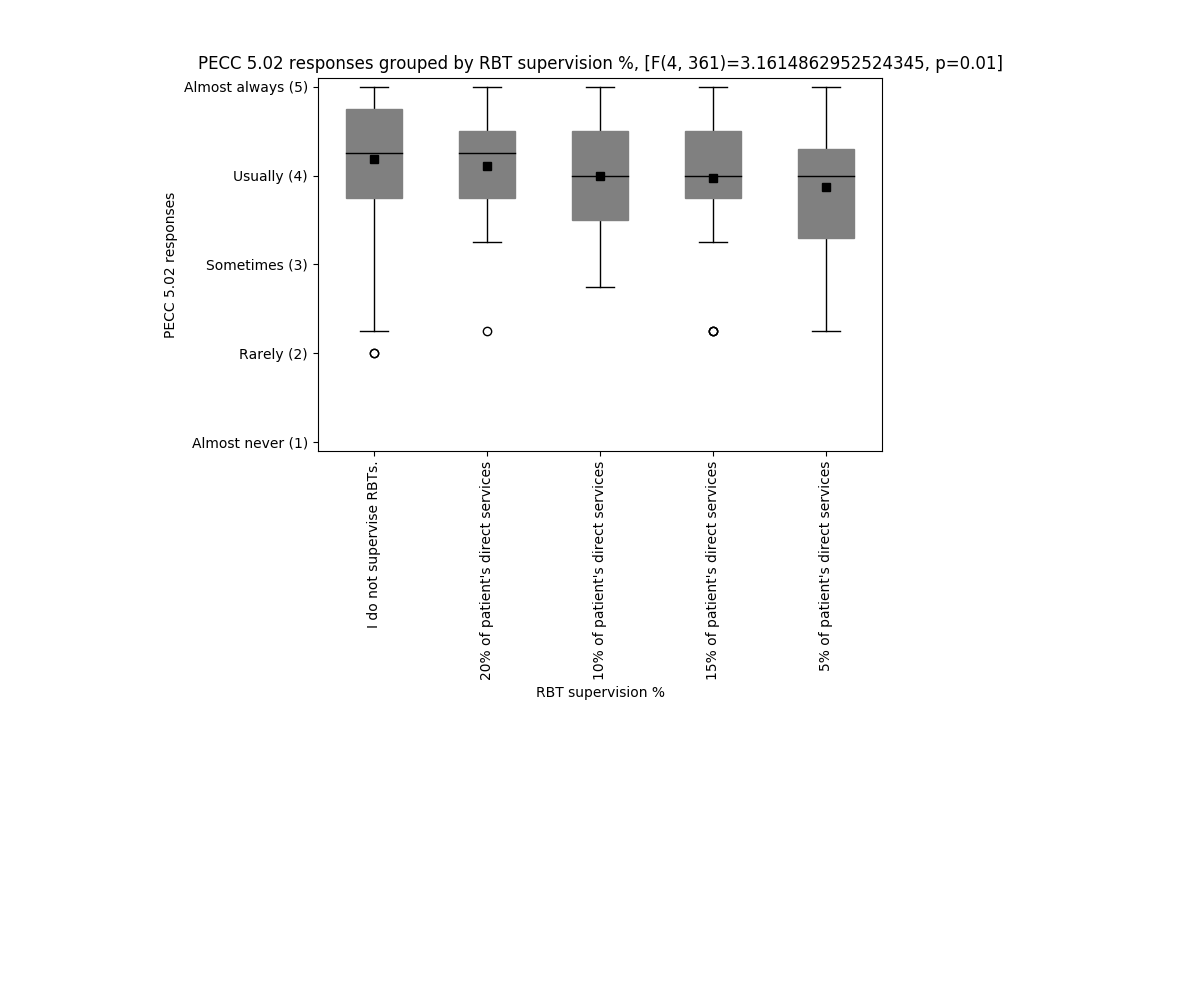 PECC 5.02 responses grouped by RBT supervision %, [F(4, 361)=3.1614862952524345, p=0.01]
PECC 5.02 responses
Almost always (5)
Usually (4)
Sometimes (3)
Rarely (2)
Almost never (1)
I do not supervise RBTs.
20% of patient's direct services
10% of patient's direct services
15% of patient's direct services
5% of patient's direct services
RBT supervision %